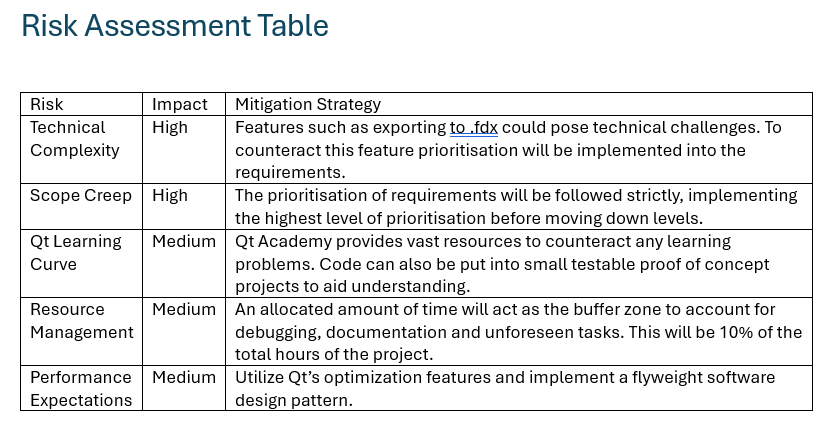 Risk Assessment Table
Risk Impact Mitigation Strategy
Technical High Features such as exporting to .fdx could pose technical challenges. To
Complexity counteract this feature prioritisation will be implemented into the
requirements.
Scope Creep High The prioritisation of requirements will be followed strictly, implementing
the highest level of prioritisation before moving down levels.
Qt Learning Medium Qt Academy provides vast resources to counteract any learning
Curve problems. Code can also be put into small testable proof of concept
projects to aid understanding.
Resource Medium An allocated amount of time will act as the buffer zone to account for
Management debugging, documentation and unforeseen tasks. This will be 10% of the
total hours of the project.
Performance Medium Utilize Qt’s optimization features and implement a flyweight software
Expectations design pattern.